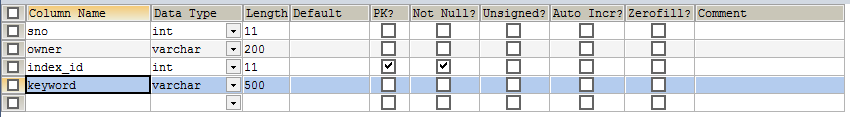 Column Name Data Type Length Default PK? Not Null? Unsigned? Auto Incr? Zerofill? Comment
sno int 11
owner varchar 200
index_id int 11
keyword varchar 500